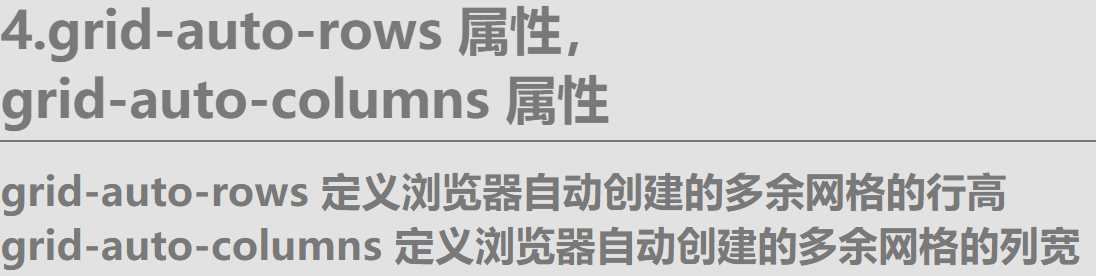 4.grid-auto-rows 属性，
grid-auto-columns 属性
grid-auto-rows 定义浏览器自动创建的多余网格的行高
grid-auto-columns 定义浏览器自动创建的多余网格的列宽